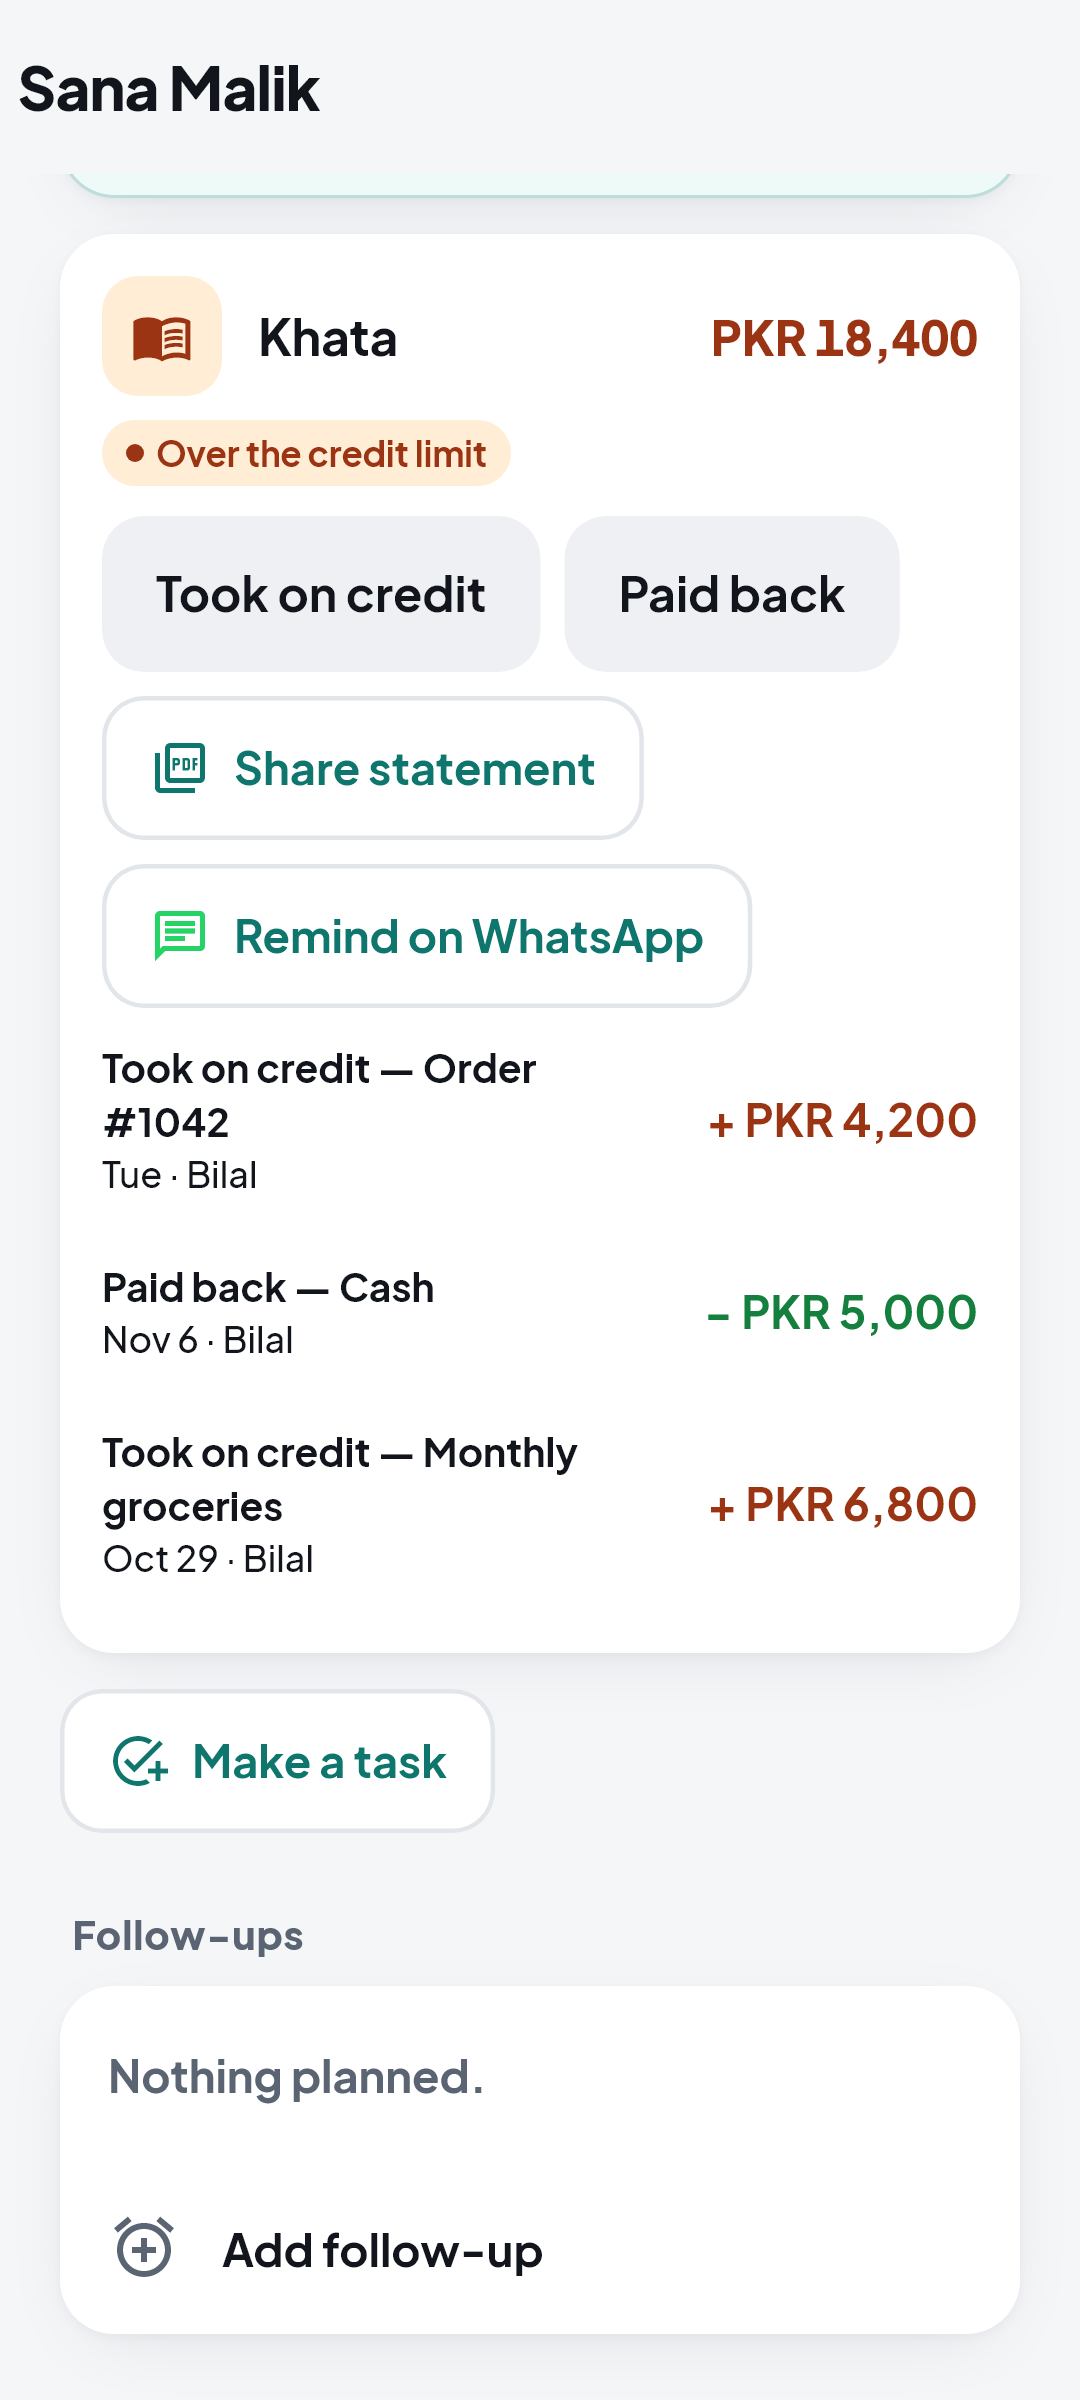 Sana Malik
Khata
PKR 18,400
Over the credit limit
Took on credit
Paid back
PDF
Share statement
Remind on WhatsApp
Took on credit — Order
#1042
+ PKR 4,200
Tue · Bilal
Paid back — Cash
− PKR 5,000
Nov 6 · Bilal
Took on credit — Monthly
groceries
+ PKR 6,800
Oct 29 · Bilal
Make a task
Follow-ups
Nothing planned.
Add follow-up